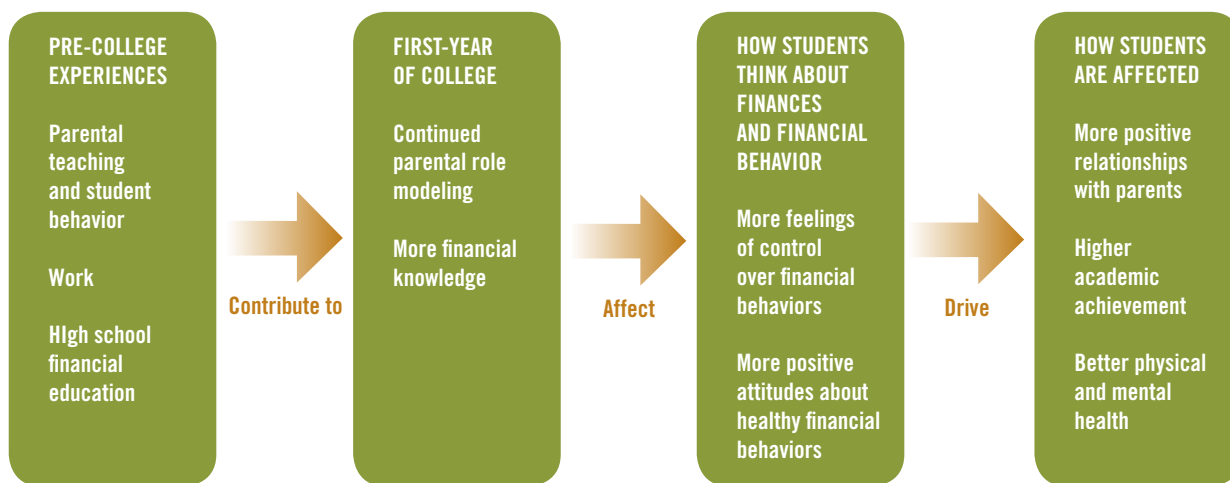 PRE-COLLEGE
EXPERIENCES
Parental
teaching
and student
behavior
Work
HIgh school
financial
education
Contribute to
FIRST-YEAR
OF COLLEGE
Continued
parental role
modeling
More financial
knowledge
Affect
HOW STUDENTS
THINK ABOUT
FINANCES
AND FINANCIAL
BEHAVIOR
More feelings
of control
over financial
behaviors
More positive
attitudes about
healthy financial
behaviors
Drive
HOW STUDENTS
ARE AFFECTED
More positive
relationships
with parents
Higher
academic
achievement
Better physical
and mental
health